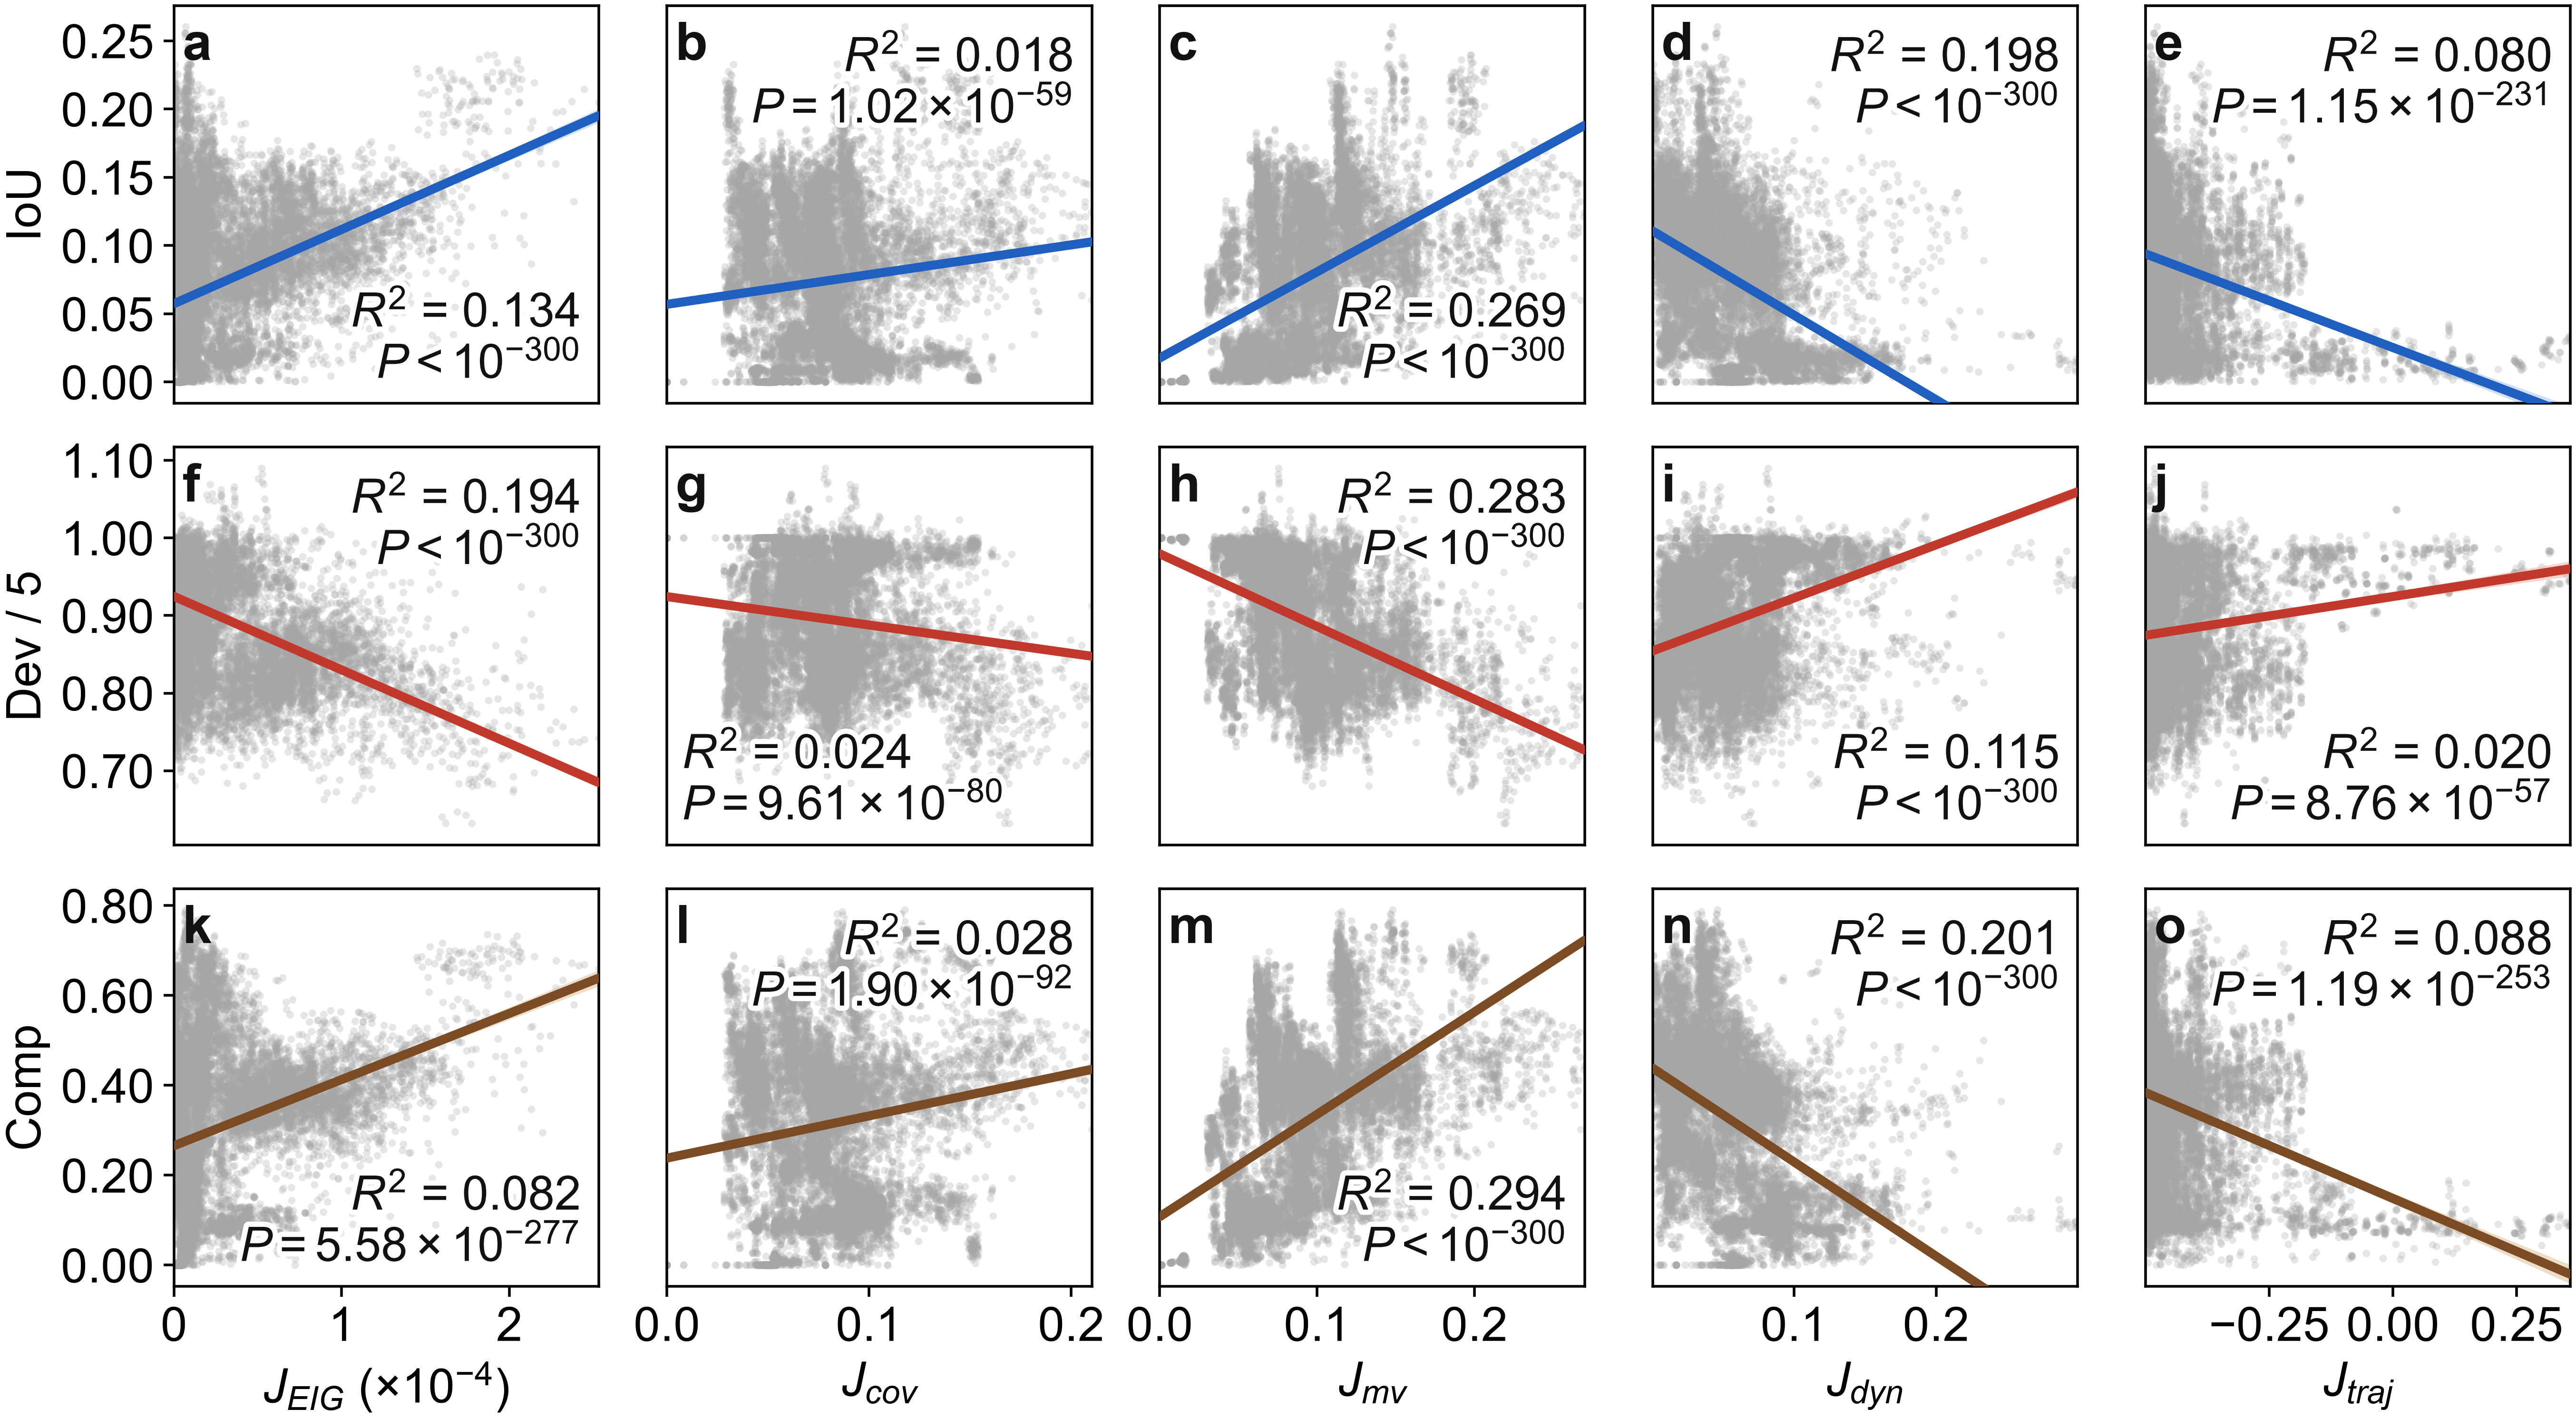 a
R² = 0.134
P < 10⁻³⁰⁰
b
R² = 0.018
P = 1.02 × 10⁻⁵⁹
c
R² = 0.269
P < 10⁻³⁰⁰
d
R² = 0.198
P < 10⁻³⁰⁰
e
R² = 0.080
P = 1.15 × 10⁻²³¹
IoU
0.25
0.20
0.15
0.10
0.05
0.00
f
R² = 0.194
P < 10⁻³⁰⁰
g
R² = 0.024
P = 9.61 × 10⁻⁸⁰
h
R² = 0.283
P < 10⁻³⁰⁰
i
R² = 0.115
P < 10⁻³⁰⁰
j
R² = 0.020
P = 8.76 × 10⁻⁵⁷
Dev / 5
1.10
1.00
0.90
0.80
0.70
k
R² = 0.082
P = 5.58 × 10⁻²⁷⁷
l
R² = 0.028
P = 1.90 × 10⁻⁹²
m
R² = 0.294
P < 10⁻³⁰⁰
n
R² = 0.201
P < 10⁻³⁰⁰
o
R² = 0.088
P = 1.19 × 10⁻²⁵³
Comp
0.80
0.60
0.40
0.20
0.00
0 1 2
0.0 0.1 0.2
0.0 0.1 0.2
0.1 0.2
−0.25 0.00 0.25
J_EIG (×10⁻⁴)
J_cov
J_mv
J_dyn
J_traj